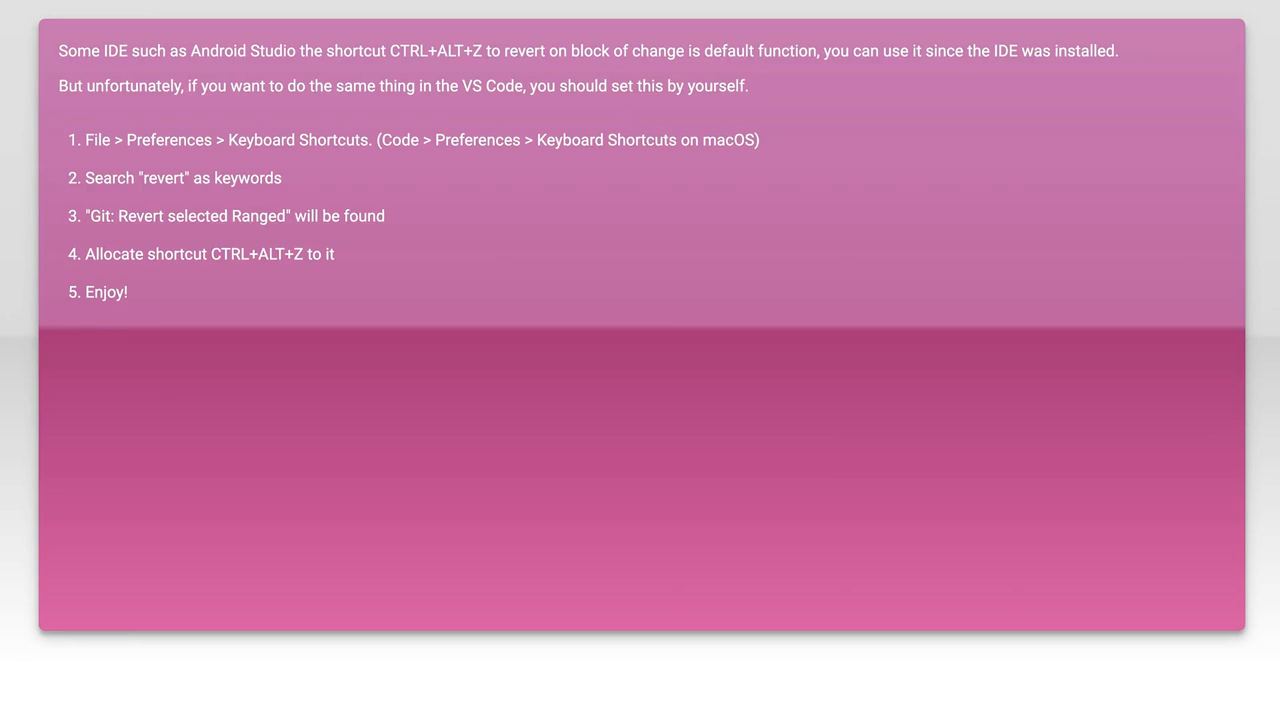 Some IDE such as Android Studio the shortcut CTRL+ALT+Z to revert on block of change is default function, you can use it since the IDE was installed.
But unfortunately, if you want to do the same thing in the VS Code, you should set this by yourself.
1. File > Preferences > Keyboard Shortcuts. (Code > Preferences > Keyboard Shortcuts on macOS)
2. Search "revert" as keywords
3. "Git: Revert selected Ranged" will be found
4. Allocate shortcut CTRL+ALT+Z to it
5. Enjoy!